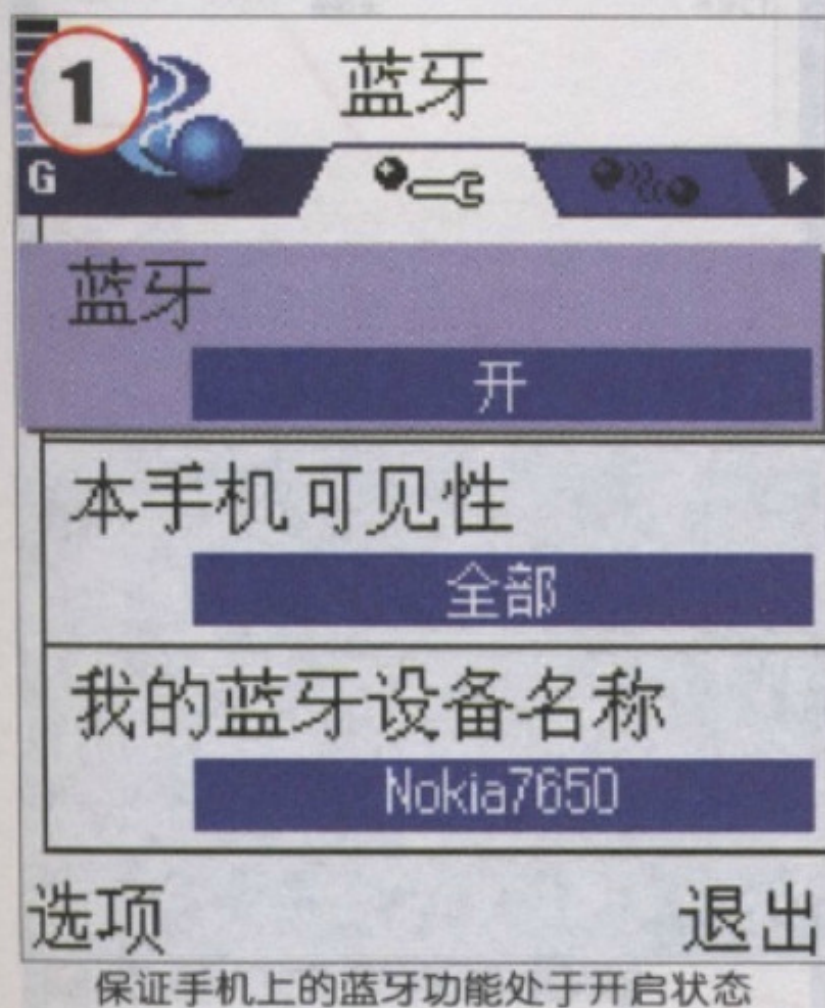 1
蓝牙
G
蓝牙
开
本手机可见性
全部
我的蓝牙设备名称
Nokia7650
选项 退出
保证手机上的蓝牙功能处于开启状态